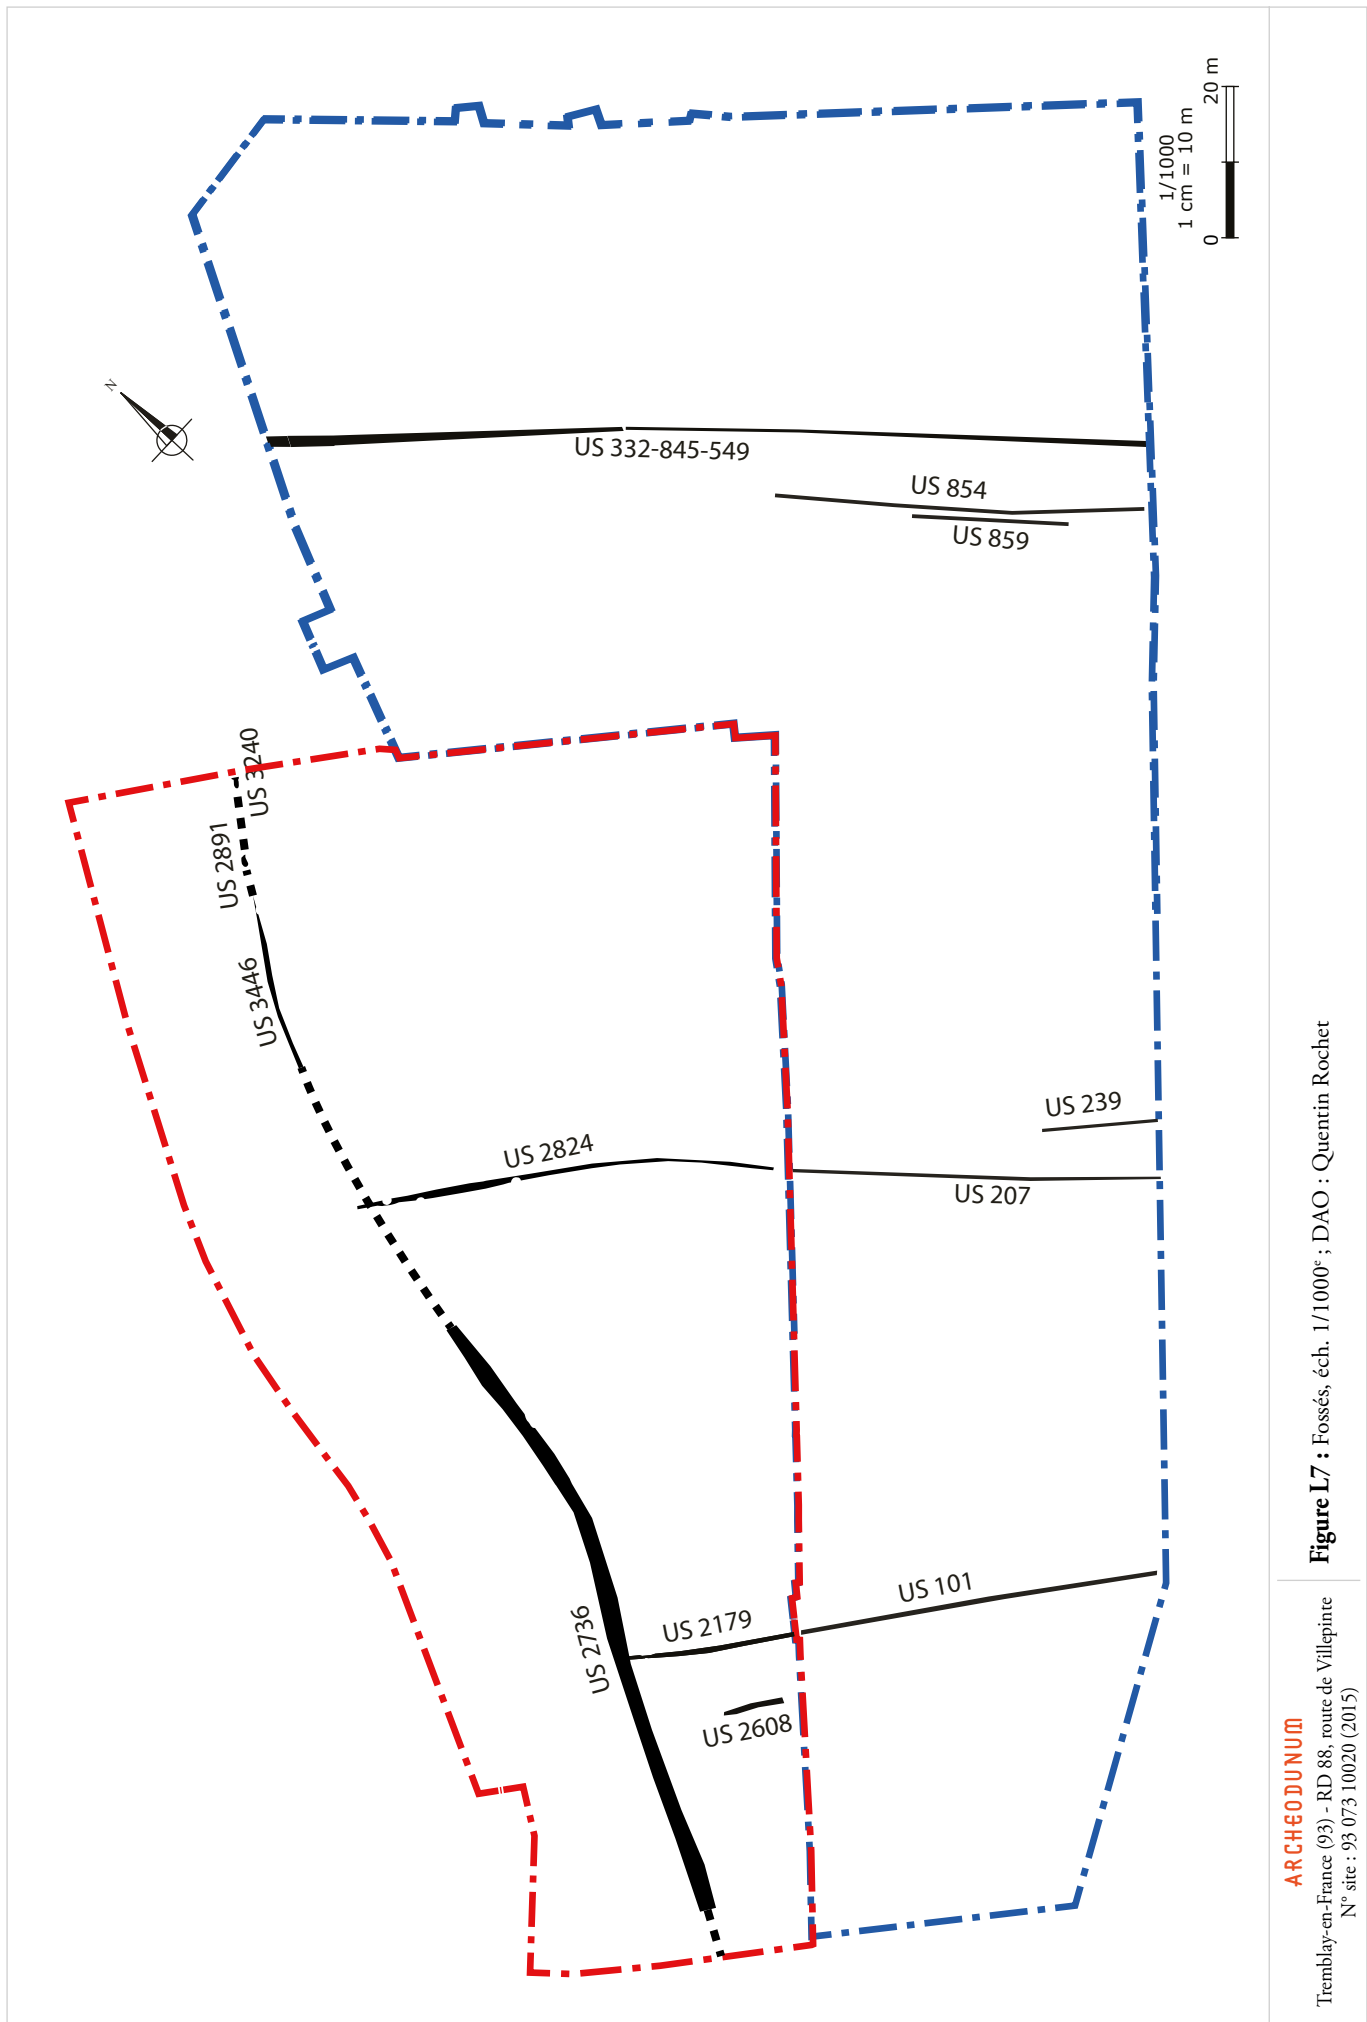 N
1/1000
1 cm = 10 m
0
20 m
US 332-845-549
US 854
US 859
US 3240
US 2891
US 3446
US 2824
US 239
US 207
US 2736
US 2179
US 101
US 2608
Figure L7 : Fossés, éch. 1/1000e ; DAO : Quentin Rochet
ARCHEODUNUM
Tremblay-en-France (93) - RD 88, route de Villepinte
N° site : 93 073 10020 (2015)